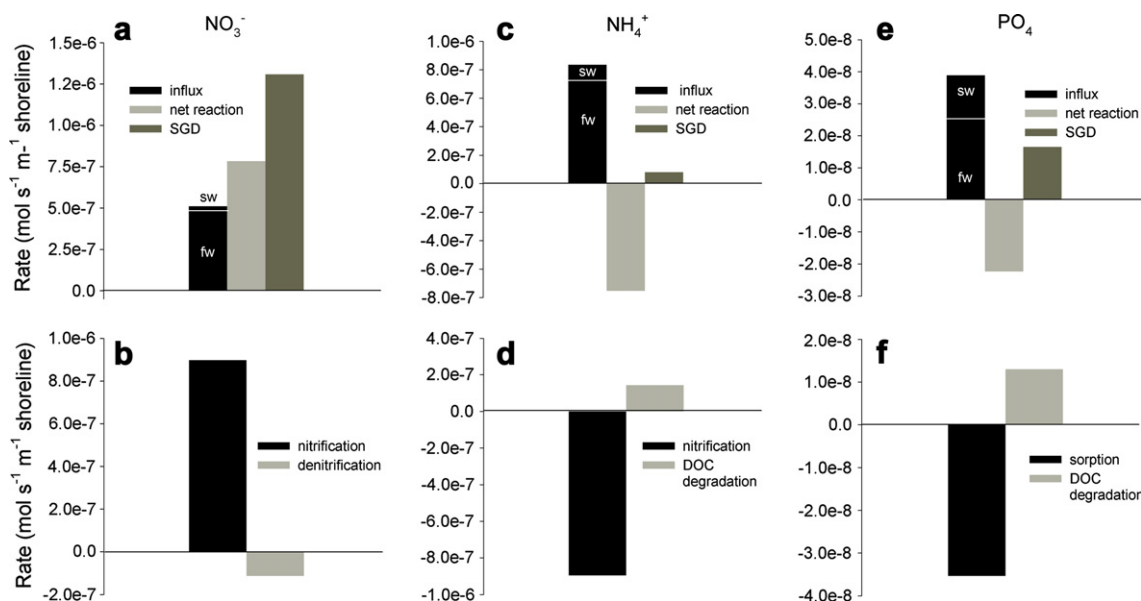 a
NO3-
Rate (mol s-1 m-1 shoreline)
1.5e-6
1.2e-6
1.0e-6
7.5e-7
5.0e-7
2.5e-7
0.0
influx
net reaction
SGD
sw
fw
b
Rate (mol s-1 m-1 shoreline)
1.0e-6
8.0e-7
6.0e-7
4.0e-7
2.0e-7
0.0
-2.0e-7
nitrification
denitrification
c
NH4+
1.0e-6
8.0e-7
6.0e-7
4.0e-7
2.0e-7
0.0
-2.0e-7
-4.0e-7
-6.0e-7
-8.0e-7
sw
fw
influx
net reaction
SGD
d
4.0e-7
2.0e-7
0.0
-2.0e-7
-4.0e-7
-6.0e-7
-8.0e-7
-1.0e-6
nitrification
DOC
degradation
e
PO4
5.0e-8
4.0e-8
3.0e-8
2.0e-8
1.0e-8
0.0
-1.0e-8
-2.0e-8
-3.0e-8
sw
fw
influx
net reaction
SGD
f
2.0e-8
1.0e-8
0.0
-1.0e-8
-2.0e-8
-3.0e-8
-4.0e-8
sorption
DOC
degradation